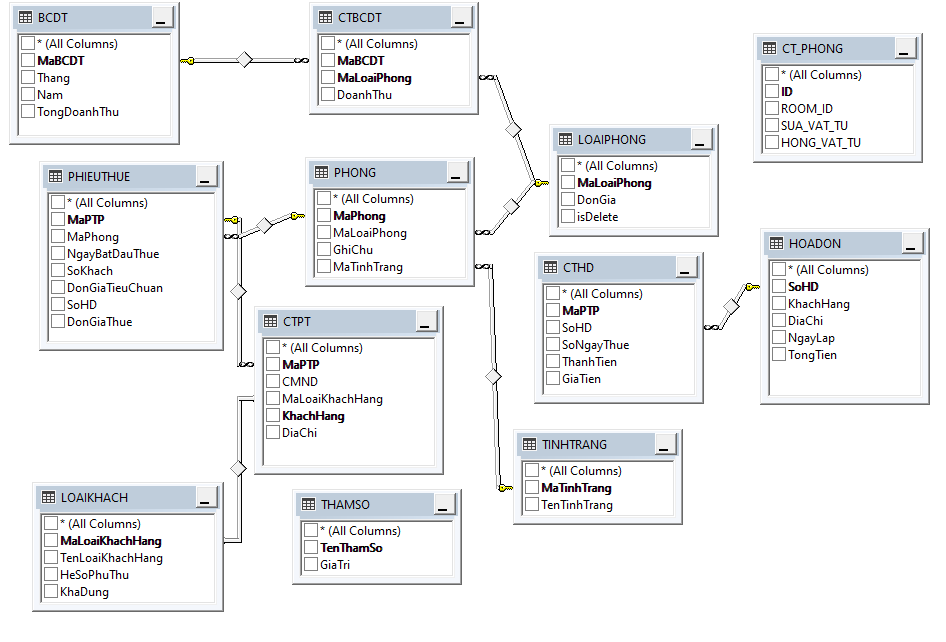 BCDT
* (All Columns)
MaBCDT
Thang
Nam
TongDoanhThu
CTBCDT
* (All Columns)
MaBCDT
MaLoaiPhong
DoanhThu
CT_PHONG
* (All Columns)
ID
ROOM_ID
SUA_VAT_TU
HONG_VAT_TU
LOAIPHONG
* (All Columns)
MaLoaiPhong
DonGia
isDelete
PHIEUTHUE
* (All Columns)
MaPTP
MaPhong
NgayBatDauThue
SoKhach
DonGiaTieuChuan
SoHD
DonGiaThue
PHONG
* (All Columns)
MaPhong
MaLoaiPhong
GhiChu
MaTinhTrang
HOADON
* (All Columns)
SoHD
KhachHang
DiaChi
NgayLap
TongTien
CTHD
* (All Columns)
MaPTP
SoHD
SoNgayThue
ThanhTien
GiaTien
CTPT
* (All Columns)
MaPTP
CMND
MaLoaiKhachHang
KhachHang
DiaChi
TINHTRANG
* (All Columns)
MaTinhTrang
TenTinhTrang
LOAIKHACH
* (All Columns)
MaLoaiKhachHang
TenLoaiKhachHang
HeSoPhuThu
KhaDung
THAMSO
* (All Columns)
TenThamSo
GiaTri